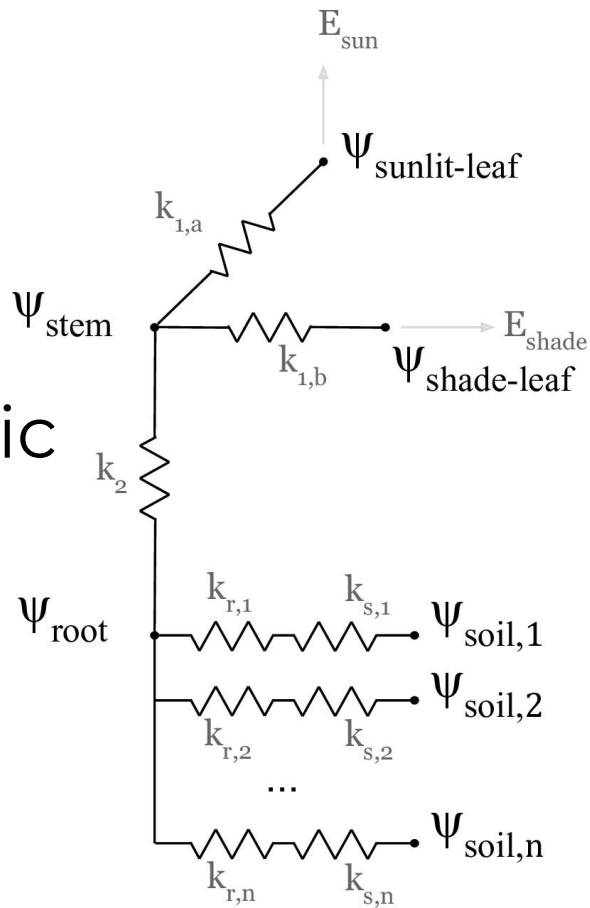 E_sun
ψ_sunlit-leaf
k_1,a
ψ_stem
E_shade
k_1,b
ψ_shade-leaf
ic
k_2
k_r,1 k_s,1
ψ_root
ψ_soil,1
ψ_soil,2
k_r,2 k_s,2
...
ψ_soil,n
k_r,n k_s,n